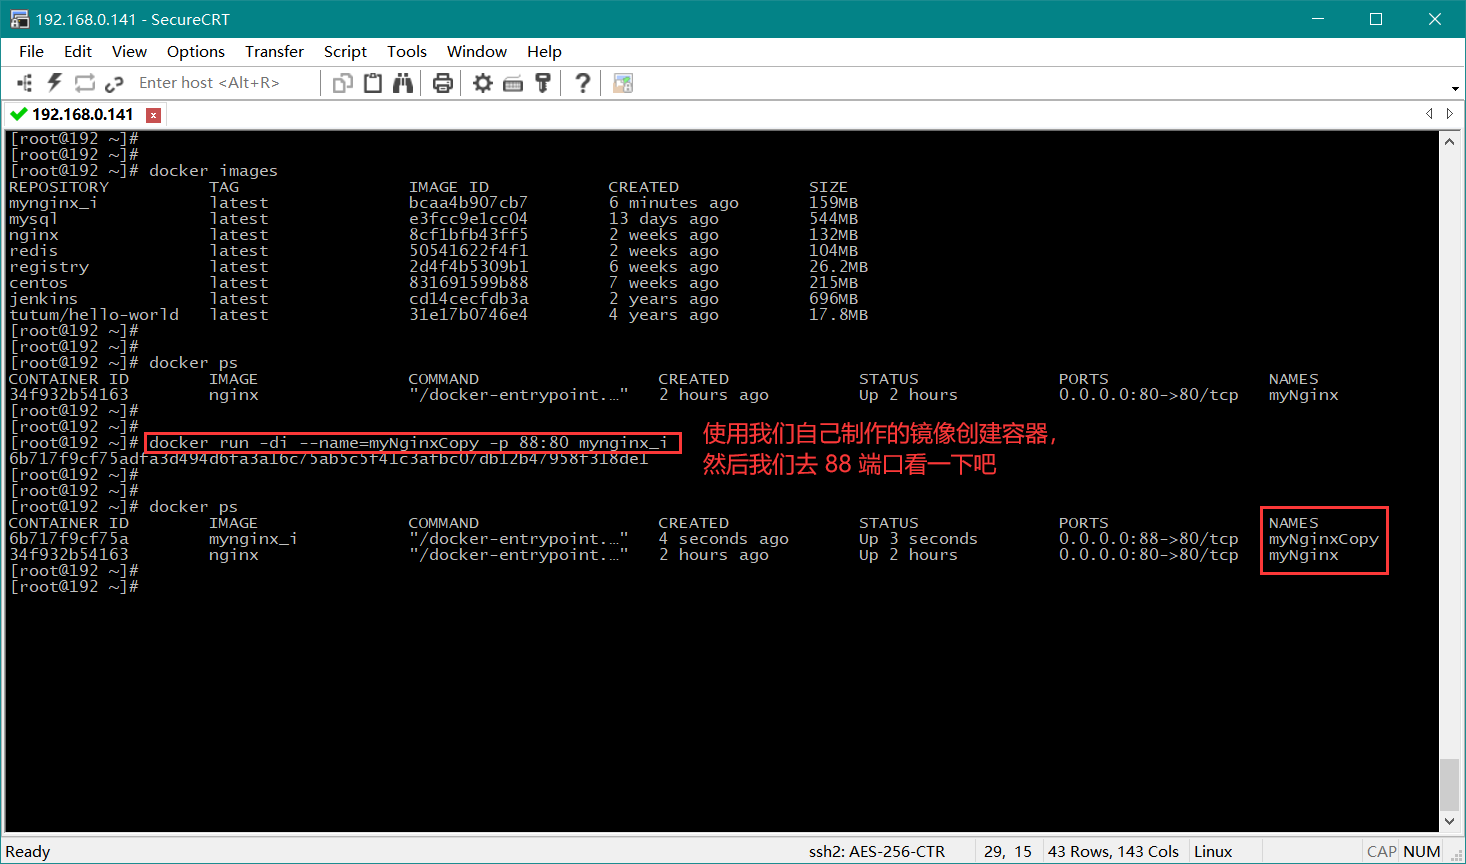 192.168.0.141 - SecureCRT
File Edit View Options Transfer Script Tools Window Help
Enter host <Alt+R>
192.168.0.141
[root@192 ~]#
[root@192 ~]#
[root@192 ~]# docker images
REPOSITORY TAG IMAGE ID CREATED SIZE
mynginx_i latest bcaa4b907cb7 6 minutes ago 159MB
mysql latest e3fcc9e1cc04 13 days ago 544MB
nginx latest 8cf1bfb43ff5 2 weeks ago 132MB
redis latest 50541622f4f1 2 weeks ago 104MB
registry latest 2d4f4b5309b1 6 weeks ago 26.2MB
centos latest 831691599b88 7 weeks ago 215MB
jenkins latest cd14cecfdb3a 2 years ago 696MB
tutum/hello-world latest 31e17b0746e4 4 years ago 17.8MB
[root@192 ~]#
[root@192 ~]#
[root@192 ~]# docker ps
CONTAINER ID IMAGE COMMAND CREATED STATUS PORTS NAMES
34f932b54163 nginx "/docker-entrypoint.…" 2 hours ago Up 2 hours 0.0.0.0:80->80/tcp myNginx
[root@192 ~]#
[root@192 ~]#
[root@192 ~]# docker run -di --name=myNginxCopy -p 88:80 mynginx_i
使用我们自己制作的镜像创建容器，
然后我们去 88 端口看一下吧
6b717f9cf75adfa3d494d6fa3a16c75ab5c5f41c3afbc07db12b47958f318de1
[root@192 ~]#
[root@192 ~]#
[root@192 ~]# docker ps
CONTAINER ID IMAGE COMMAND CREATED STATUS PORTS NAMES
6b717f9cf75a mynginx_i "/docker-entrypoint.…" 4 seconds ago Up 3 seconds 0.0.0.0:88->80/tcp myNginxCopy
34f932b54163 nginx "/docker-entrypoint.…" 2 hours ago Up 2 hours 0.0.0.0:80->80/tcp myNginx
[root@192 ~]#
[root@192 ~]#
Ready ssh2: AES-256-CTR 29, 15 43 Rows, 143 Cols Linux CAP NUM